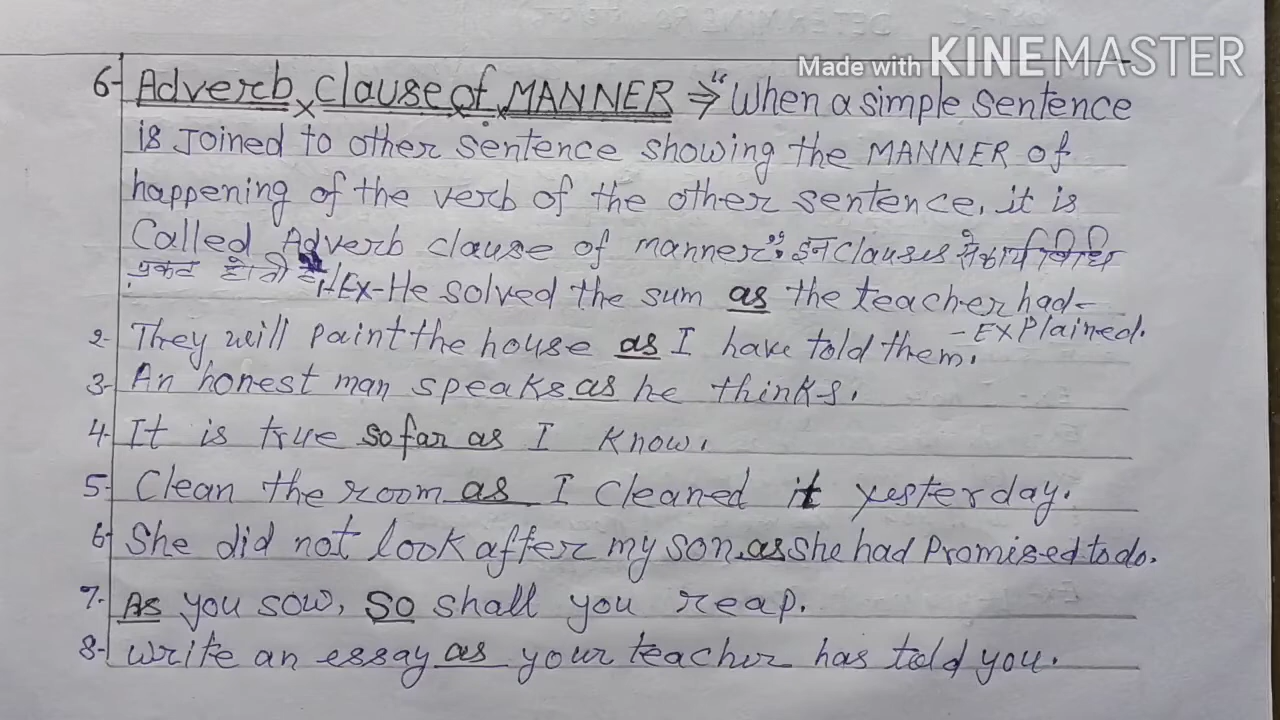 Made with KINEMASTER
6- Adverb clause of MANNER ⇒ "When a simple sentence
is Joined to other sentence showing the MANNER of
happening of the verb of the other sentence, it is
Called Adverb clause of manner". इन Clauses से कार्य विधि
प्रकट होती है
1- Ex- He solved the sum as the teacher had-
- EXPlained.
2- They will paint the house as I have told them.
3- An honest man speaks as he thinks.
4- It is true so far as I know.
5- Clean the room as I cleaned it yesterday.
6- She did not look after my son as she had Promised to do.
7- As you sow, so shall you reap.
8- Write an essay as your teacher has told you.